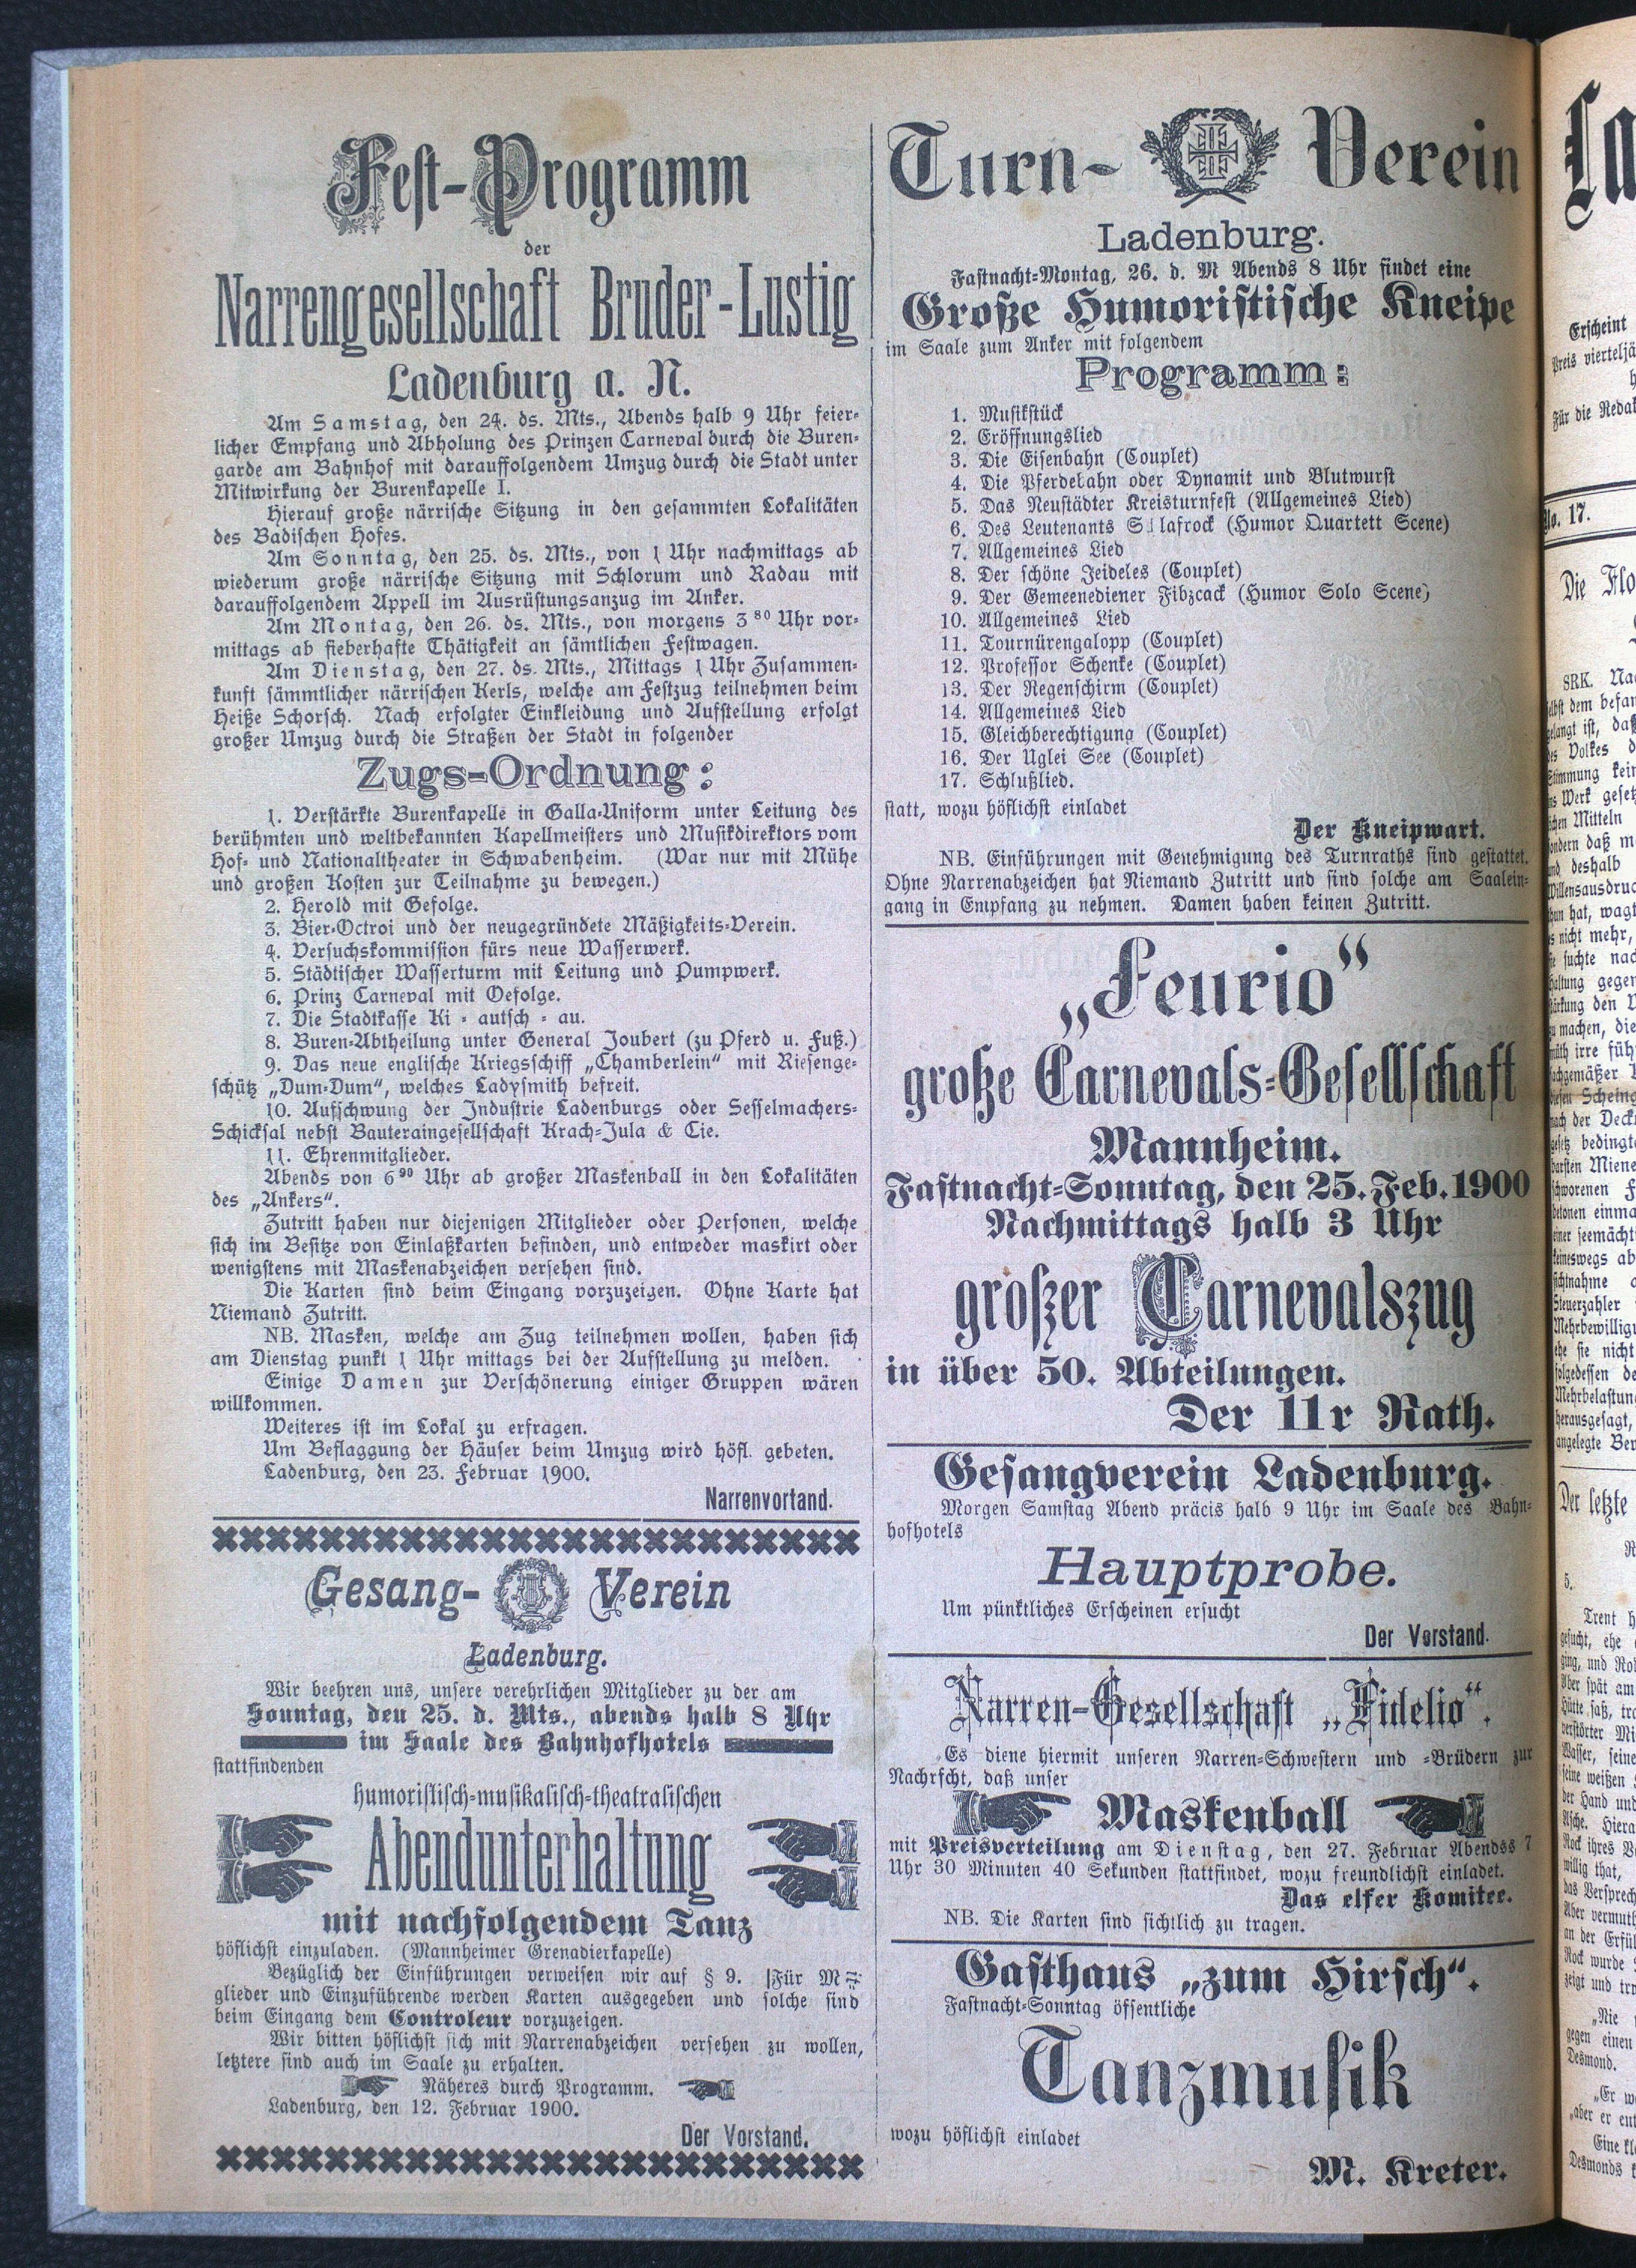 Fest-Programm
der
Narrengesellschaft Bruder-Lustig
Ladenburg a. N.
Am Samstag, den 24. ds. Mts., Abends halb 9 Uhr feier-
licher Empfang und Abholung des Prinzen Carneval durch die Buren-
garde am Bahnhof mit darauffolgendem Umzug durch die Stadt unter
Mitwirkung der Burenkapelle I.
Hierauf große närrische Sitzung in den gesammten Lokalitäten
des Badischen Hofes.
Am Sonntag, den 25. ds. Mts., von 1 Uhr nachmittags ab
wiederum große närrische Sitzung mit Schlorum und Radau mit
darauffolgendem Appell im Ausrüstungsanzug im Anker.
Am Montag, den 26. ds. Mts., von morgens 3 80 Uhr vor-
mittags ab fieberhafte Thätigkeit an sämtlichen Festwagen.
Am Dienstag, den 27. ds. Mts., Mittags 1 Uhr Zusammen-
kunft sämmtlicher närrischen Kerls, welche am Festzug teilnehmen beim
Heiße Schorsch. Nach erfolgter Einkleidung und Aufstellung erfolgt
großer Umzug durch die Straßen der Stadt in folgender
Zugs-Ordnung:
1. Verstärkte Burenkapelle in Galla-Uniform unter Leitung des
berühmten und weltbekannten Kapellmeisters und Musikdirektors vom
Hof- und Nationaltheater in Schwabenheim. (War nur mit Mühe
und großen Kosten zur Teilnahme zu bewegen.)
2. Herold mit Gefolge.
3. Bier-Octroi und der neugegründete Mäßigkeits-Verein.
4. Versuchskommission fürs neue Wasserwerk.
5. Städtischer Wasserturm mit Leitung und Pumpwerk.
6. Prinz Carneval mit Gefolge.
7. Die Stadtkasse Ki - autsch - au.
8. Buren-Abtheilung unter General Joubert (zu Pferd u. Fuß.)
9. Das neue englische Kriegsschiff „Chamberlein“ mit Riesenge-
schütz „Dum-Dum“, welches Ladysmith befreit.
10. Aufschwung der Industrie Ladenburgs oder Sesselmachers-
Schicksal nebst Bauteraingesellschaft Krach-Jula & Cie.
11. Ehrenmitglieder.
Abends von 6 90 Uhr ab großer Maskenball in den Lokalitäten
des „Ankers“.
Zutritt haben nur diejenigen Mitglieder oder Personen, welche
sich im Besitze von Einlaßkarten befinden, und entweder maskirt oder
wenigstens mit Maskenabzeichen versehen sind.
Die Karten sind beim Eingang vorzuzeigen. Ohne Karte hat
Niemand Zutritt.
NB. Masken, welche am Zug teilnehmen wollen, haben sich
am Dienstag punkt 1 Uhr mittags bei der Aufstellung zu melden.
Einige Damen zur Verschönerung einiger Gruppen wären
willkommen.
Weiteres ist im Lokal zu erfragen.
Um Beflaggung der Häuser beim Umzug wird höfl. gebeten.
Ladenburg, den 23. Februar 1900.
Narrenvortand.
Gesang-Verein
Ladenburg.
Wir beehren uns, unsere verehrlichen Mitglieder zu der am
Sonntag, den 25. d. Mts., abends halb 8 Uhr
im Saale des Bahnhofhotels
stattfindenden
humoristisch-musikalisch-theatralischen
Abendunterhaltung
mit nachfolgendem Tanz
höflichst einzuladen. (Mannheimer Grenadierkapelle)
Bezüglich der Einführungen verweisen wir auf § 9. |Für Mit-
glieder und Einzuführende werden Karten ausgegeben und solche sind
beim Eingang dem Controleur vorzuzeigen.
Wir bitten höflichst sich mit Narrenabzeichen versehen zu wollen,
letztere sind auch im Saale zu erhalten.
Näheres durch Programm.
Ladenburg, den 12. Februar 1900.
Der Vorstand.
Turn-Verein
Ladenburg.
Fastnacht-Montag, 26. d. M Abends 8 Uhr findet eine
Große Humoristische Kneipe
im Saale zum Anker mit folgendem
Programm:
1. Musikstück
2. Eröffnungslied
3. Die Eisenbahn (Couplet)
4. Die Pferdebahn oder Dynamit und Blutwurst
5. Das Neustädter Kreisturnfest (Allgemeines Lied)
6. Des Leutenants S lafrock (Humor Quartett Scene)
7. Allgemeines Lied
8. Der schöne Jeideles (Couplet)
9. Der Gemeenediener Fibzcack (Humor Solo Scene)
10. Allgemeines Lied
11. Tournürengalopp (Couplet)
12. Professor Schenke (Couplet)
13. Der Regenschirm (Couplet)
14. Allgemeines Lied
15. Gleichberechtigung (Couplet)
16. Der Uglei See (Couplet)
17. Schlußlied.
statt, wozu höflichst einladet
Der Kneipwart.
NB. Einführungen mit Genehmigung des Turnraths sind gestattet.
Ohne Narrenabzeichen hat Niemand Zutritt und sind solche am Saalein-
gang in Empfang zu nehmen. Damen haben keinen Zutritt.
„Feurio“
große Carnevals-Gesellschaft
Mannheim.
Fastnacht-Sonntag, den 25. Feb. 1900
Nachmittags halb 3 Uhr
großer Carnevalszug
in über 50. Abteilungen.
Der 11r Rath.
Gesangverein Ladenburg.
Morgen Samstag Abend präcis halb 9 Uhr im Saale des Bahn-
hofhotels
Hauptprobe.
Um pünktliches Erscheinen ersucht
Der Vorstand.
Narren-Gesellschaft „Fidelio“.
Es diene hiermit unseren Narren-Schwestern und -Brüdern zur
Nachrscht, daß unser
Maskenball
mit Preisverteilung am Dienstag, den 27. Februar Abendss 7
Uhr 30 Minuten 40 Sekunden stattfindet, wozu freundlichst einladet.
Das elfer Komitee.
NB. Die Karten sind sichtlich zu tragen.
Gasthaus „zum Hirsch“.
Fastnacht-Sonntag öffentliche
Tanzmusik
wozu höflichst einladet
M. Kreter.
No. 17.